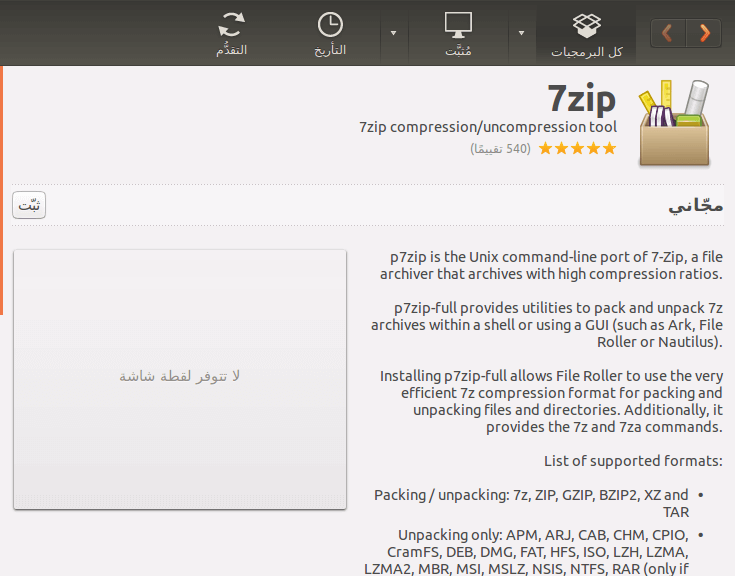 كل البرمجيات
مُثبَّت
التأريخ
التقدُّم
7zip
7zip compression/uncompression tool
(540 تقييمًا)
مجّاني
ثبّت
p7zip is the Unix command-line port of 7-Zip, a file
archiver that archives with high compression ratios.
p7zip-full provides utilities to pack and unpack 7z
archives within a shell or using a GUI (such as Ark, File
Roller or Nautilus).
Installing p7zip-full allows File Roller to use the very
efficient 7z compression format for packing and
unpacking files and directories. Additionally, it
provides the 7z and 7za commands.
List of supported formats:
• Packing / unpacking: 7z, ZIP, GZIP, BZIP2, XZ and
TAR
• Unpacking only: APM, ARJ, CAB, CHM, CPIO,
CramFS, DEB, DMG, FAT, HFS, ISO, LZH, LZMA,
LZMA2, MBR, MSI, MSLZ, NSIS, NTFS, RAR (only if
لا تتوفر لقطة شاشة